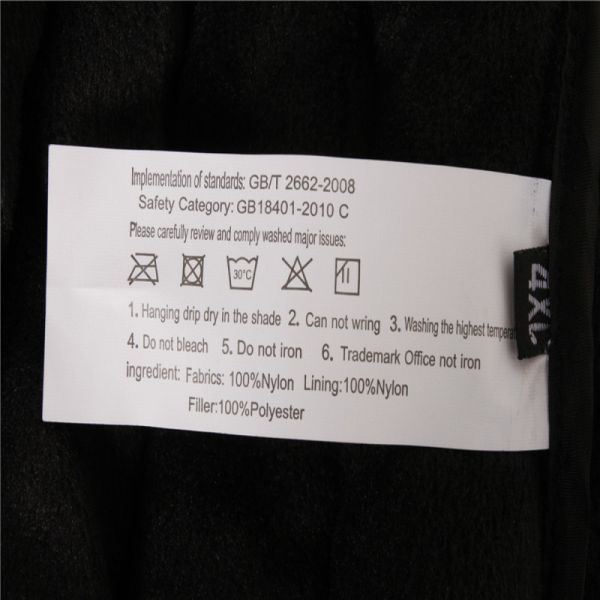 Implementation of standards: GB/T 2662-2008
Safety Category: GB18401-2010 C
Please carefully review and comply washed major issues:
30°C
1. Hanging drip dry in the shade 2. Can not wring 3. Washing the highest
4. Do not bleach 5. Do not iron 6. Trademark Office not iron
ingredient: Fabrics: 100%Nylon Lining:100%Nylon
Filler:100%Polyester
4XL